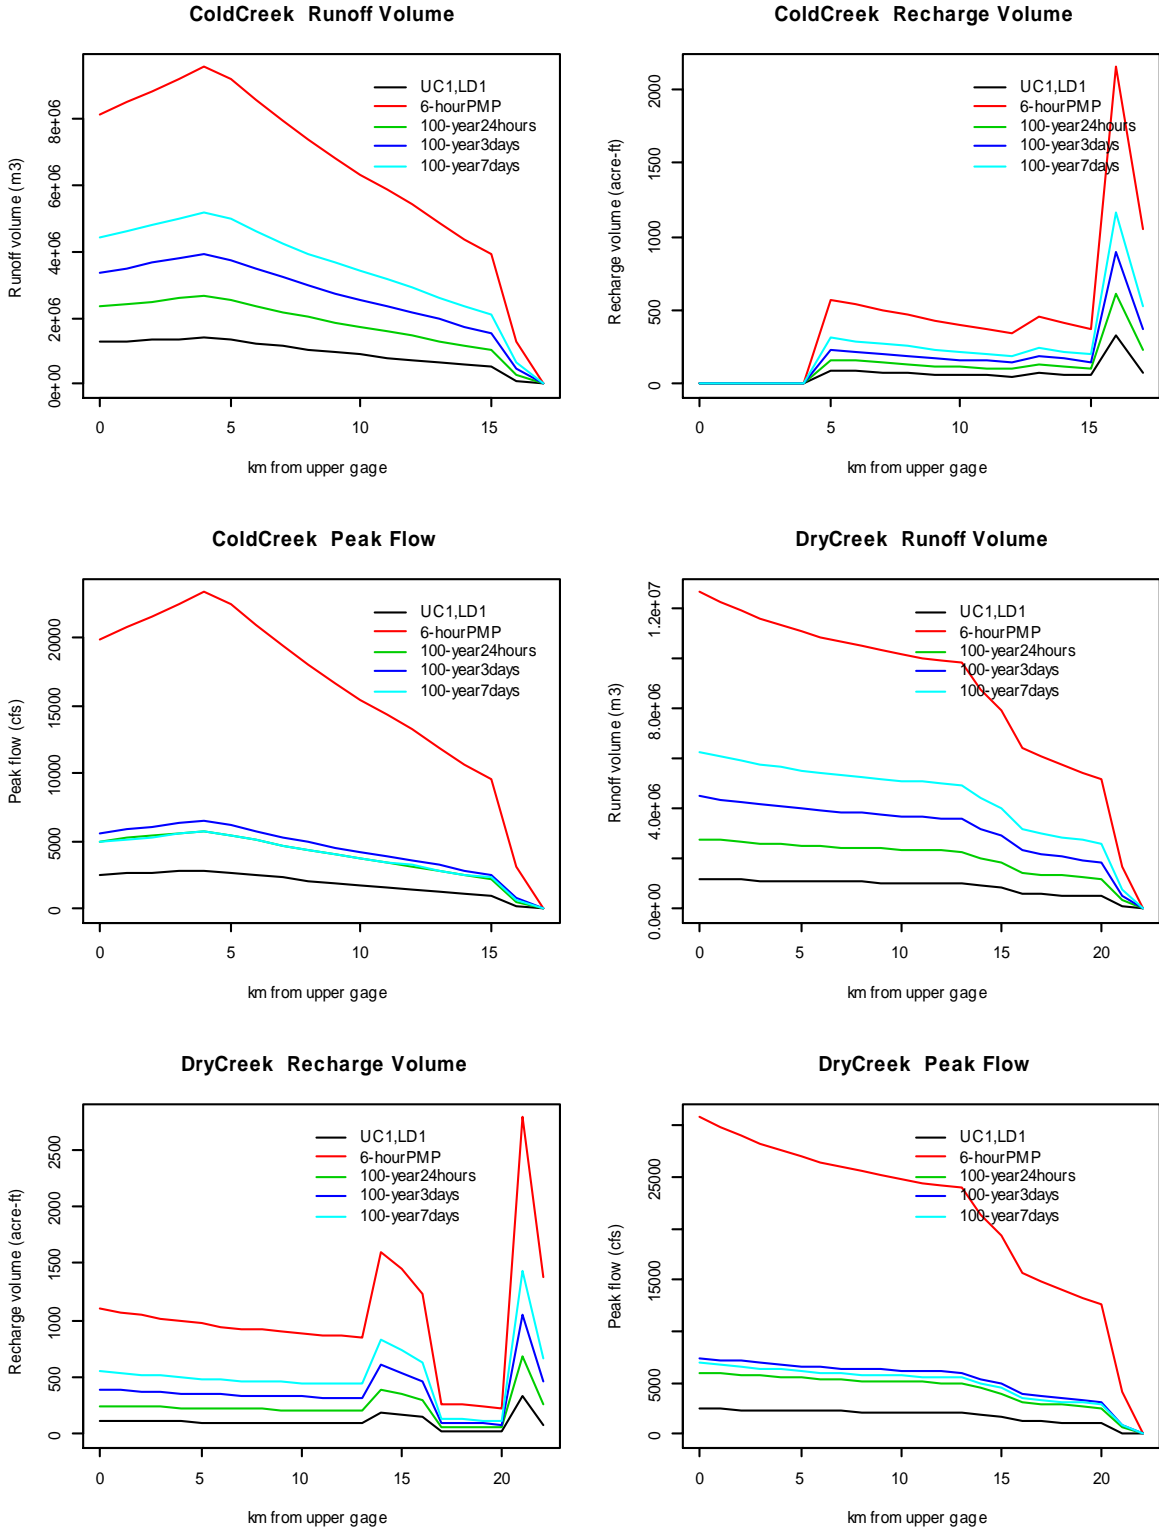 ColdCreek Runoff Volume
Runoff volume (m3)
0e+00 2e+06 4e+06 6e+06 8e+06
UC1,LD1
6-hourPMP
100-year24hours
100-year3days
100-year7days
0 5 10 15
km from upper gage
ColdCreek Recharge Volume
Recharge volume (acre-ft)
0 500 1000 1500 2000
UC1,LD1
6-hourPMP
100-year24hours
100-year3days
100-year7days
0 5 10 15
km from upper gage
ColdCreek Peak Flow
Peak flow (cfs)
0 5000 10000 15000 20000
UC1,LD1
6-hourPMP
100-year24hours
100-year3days
100-year7days
0 5 10 15
km from upper gage
DryCreek Runoff Volume
Runoff volume (m3)
0.0e+00 4.0e+06 8.0e+06 1.2e+07
UC1,LD1
6-hourPMP
100-year24hours
100-year3days
100-year7days
0 5 10 15 20
km from upper gage
DryCreek Recharge Volume
Recharge volume (acre-ft)
0 500 1000 1500 2000 2500
UC1,LD1
6-hourPMP
100-year24hours
100-year3days
100-year7days
0 5 10 15 20
km from upper gage
DryCreek Peak Flow
Peak flow (cfs)
0 5000 15000 25000
UC1,LD1
6-hourPMP
100-year24hours
100-year3days
100-year7days
0 5 10 15 20
km from upper gage